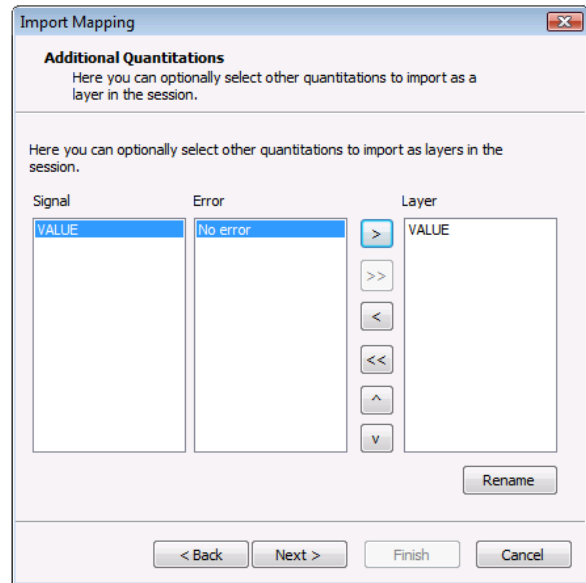 Import Mapping
Additional Quantitations
Here you can optionally select other quantitations to import as a
layer in the session.
Here you can optionally select other quantitations to import as layers in the
session.
Signal Error Layer
VALUE No error > VALUE
>>
<
<<
^
v
Rename
< Back Next > Finish Cancel